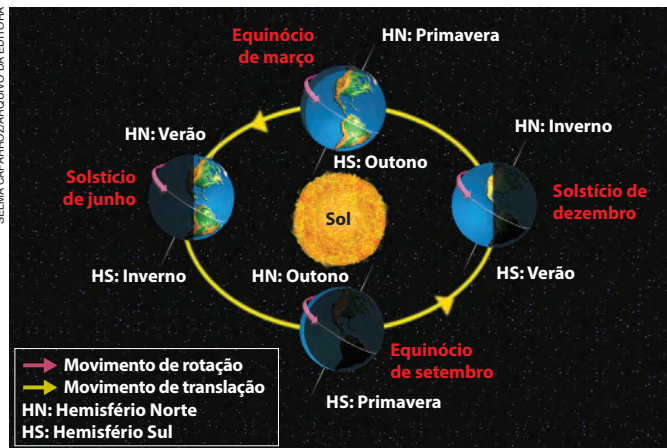 Equinócio
de março
HN: Primavera
HN: Verão
HN: Inverno
HS: Outono
Solstício
de junho
Sol
Solstício de
dezembro
HS: Inverno
HN: Outono
HS: Verão
Equinócio
de setembro
HS: Primavera
Movimento de rotação
Movimento de translação
HN: Hemisfério Norte
HS: Hemisfério Sul